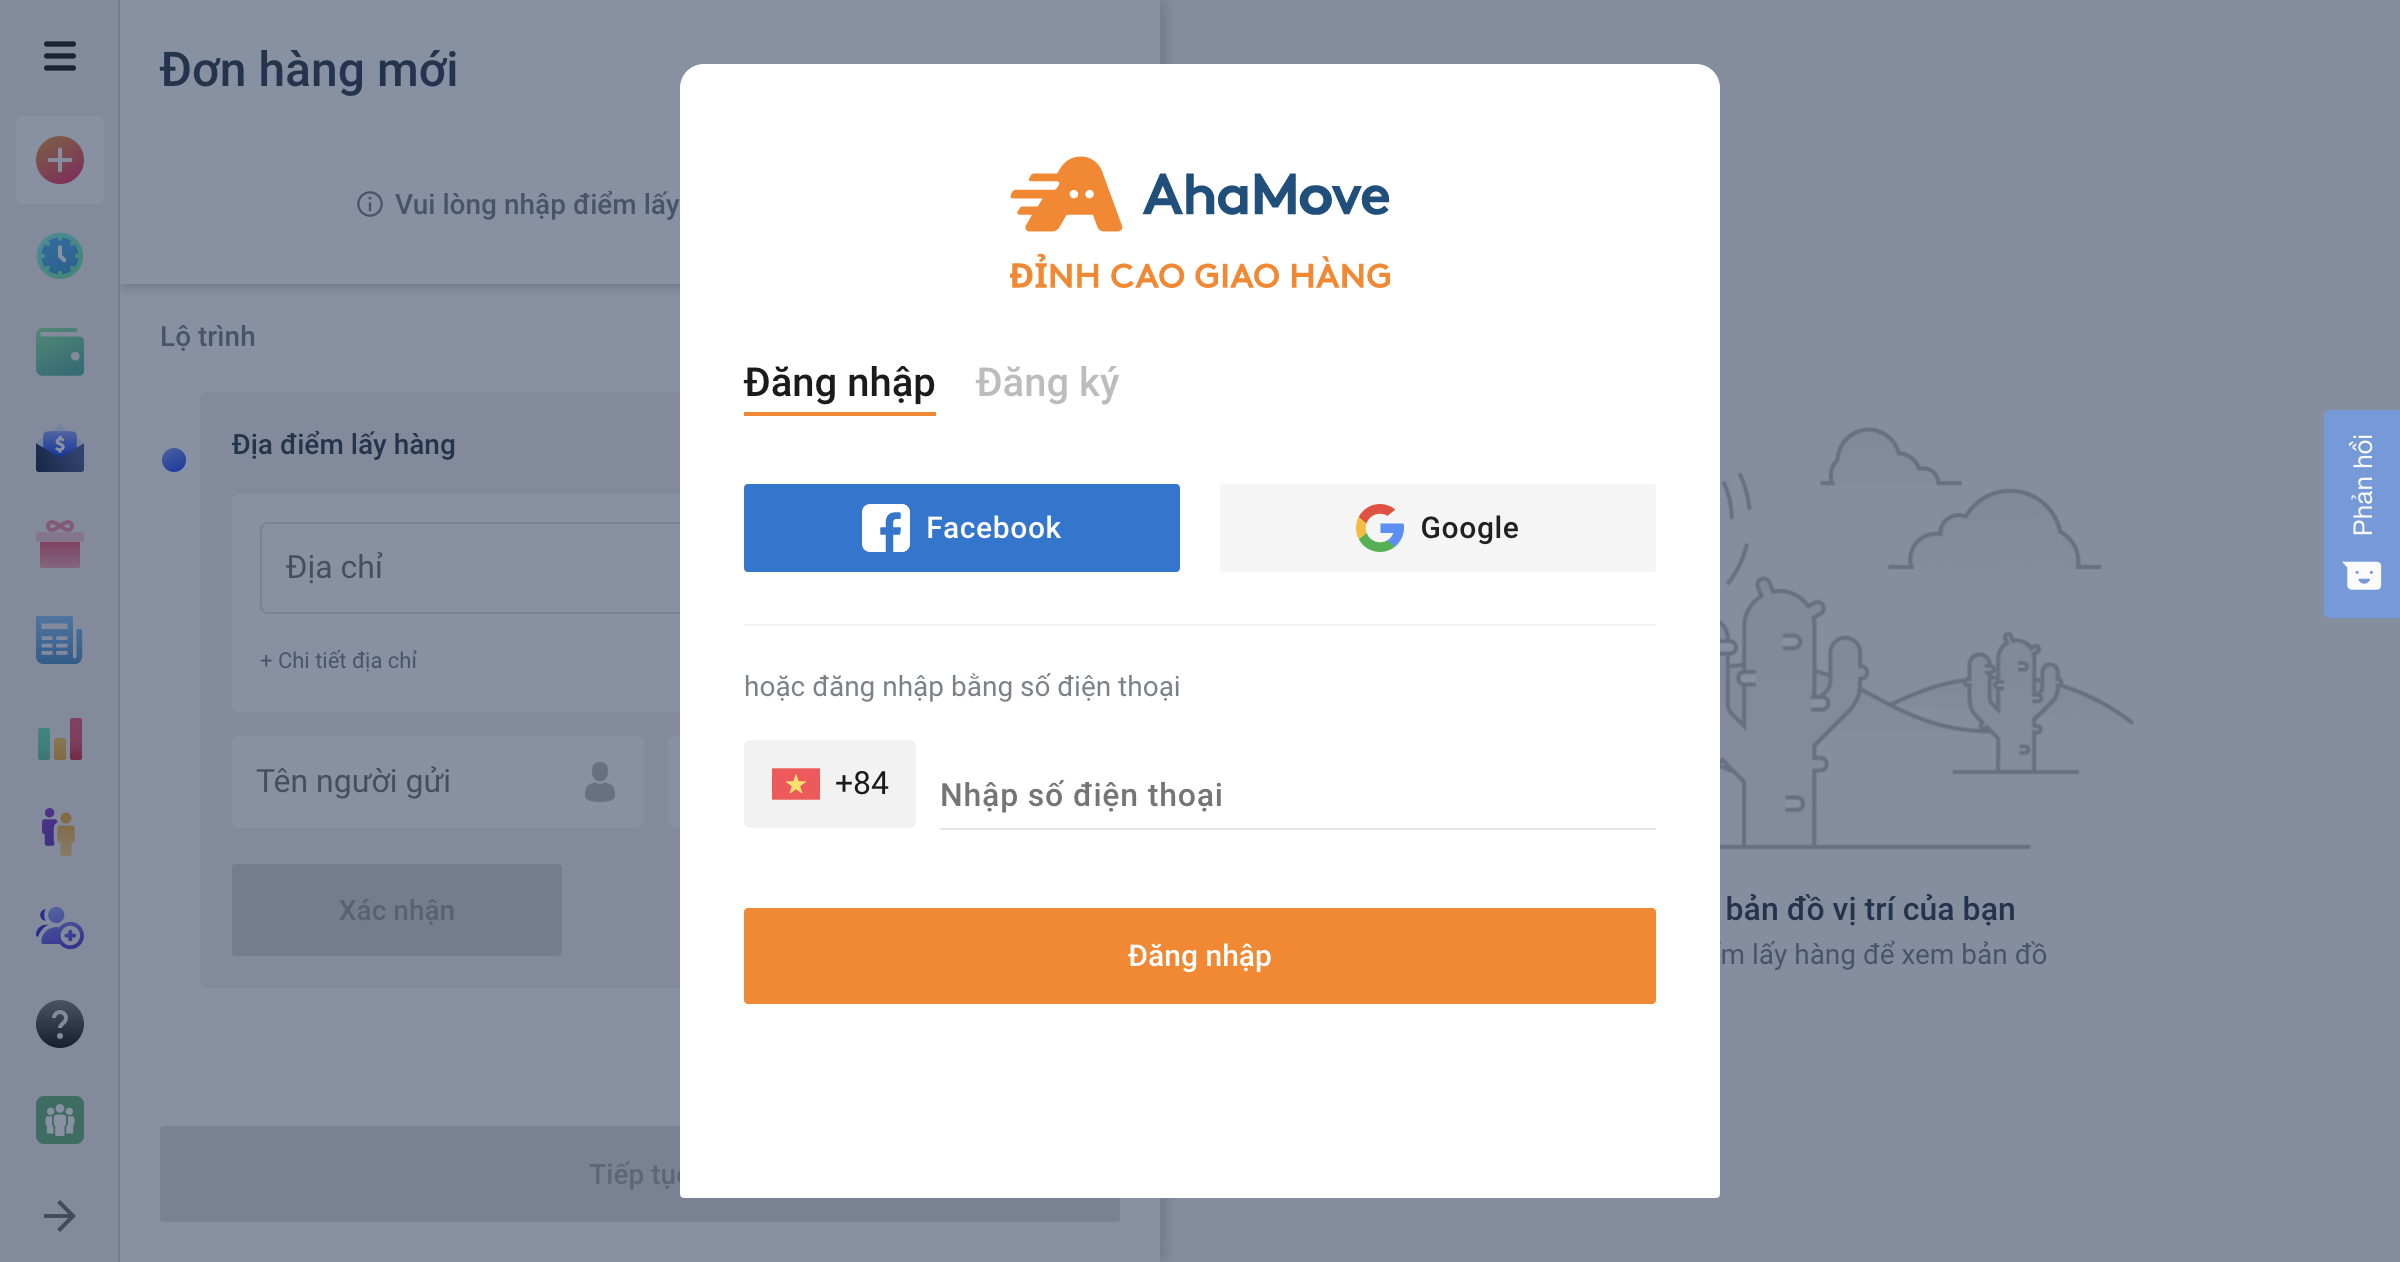 Đơn hàng mới
Vui lòng nhập điểm lấy
Lộ trình
Địa điểm lấy hàng
Địa chỉ
+ Chi tiết địa chỉ
Tên người gửi
Xác nhận
Tiếp tục
AhaMove
ĐỈNH CAO GIAO HÀNG
Đăng nhập Đăng ký
Facebook
Google
hoặc đăng nhập bằng số điện thoại
+84
Nhập số điện thoại
Đăng nhập
bản đồ vị trí của bạn
lấy hàng để xem bản đồ
Phản hồi